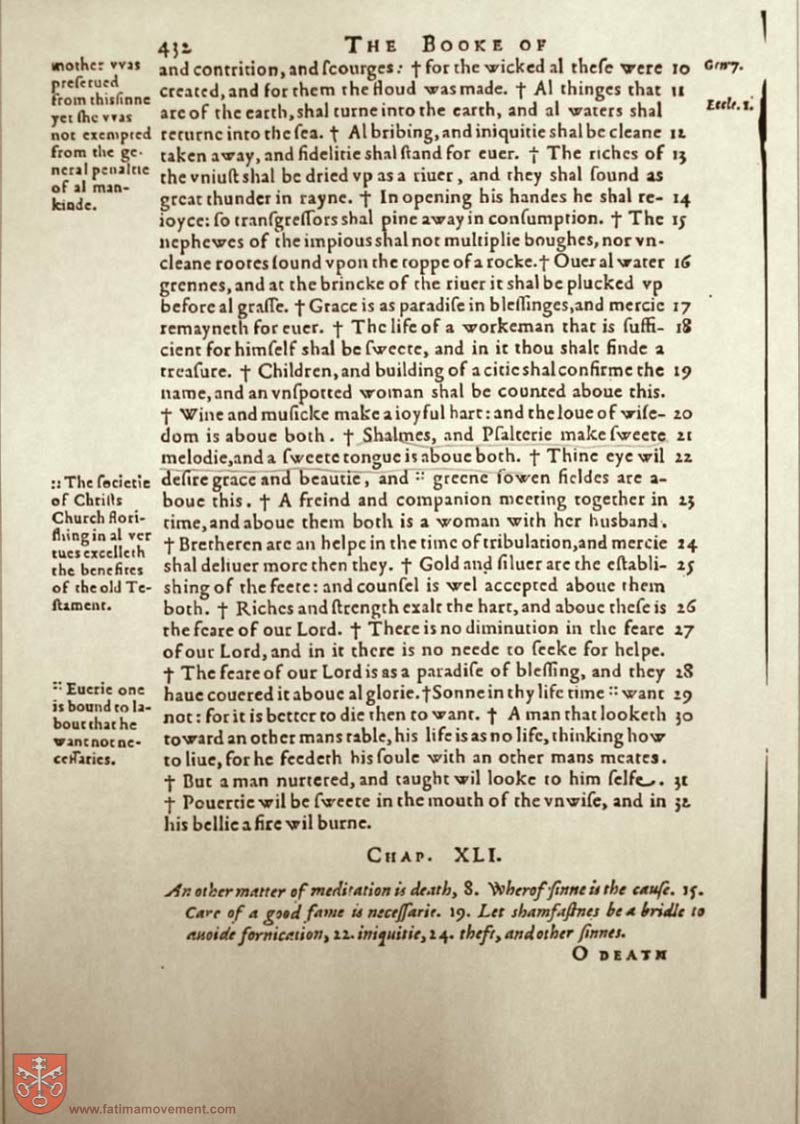 432 THE BOOKE OF
mother vvas
preſerued
from thisſinne
yet ſhe vvas
not exempted
from the ge-
neral penaltie
of al man-
kinde.
and contrition, and ſcourges: † for the wicked al theſe were 10
Gen 7.
created, and for them the floud was made. † Al thinges that 11
are of the earth, shal turne into the earth, and al waters shal
Eccle. 1.
returne into the ſea. † Al bribing, and iniquitie shal be cleane 12
taken away, and fidelitie shal ſtand for euer. † The riches of 13
the vniuſt shal be dried vp as a riuer, and they shal ſound as
great thunder in rayne. † In opening his handes he shal re- 14
ioyce: ſo tranſgreſſors shal pine away in conſumption. † The 15
nephewes of the impious shal not multiplie boughes, nor vn-
cleane rootes ſound vpon the toppe of a rocke. † Ouer al water 16
grennes, and at the brincke of the riuer it shal be plucked vp
before al graſſe. † Grace is as paradiſe in bleſſinges, and mercie 17
remayneth for euer. † The life of a workeman that is ſuffi- 18
cient for himſelf shal be ſweete, and in it thou shalt finde a
treaſure. † Children, and building of a citie shal confirme the 19
name, and an vnſpotted woman shal be counted aboue this.
† Wine and muſicke make a ioyful hart: and the loue of wiſe- 20
dom is aboue both. † Shalmes, and Pſalterie make ſweete 21
melodie, and a ſweete tongue is aboue both. † Thine eye wil 22
deſire grace and beautie, and :: greene ſowen fieldes are a-
boue this. † A freind and companion meeting together in 23
time, and aboue them both is a woman with her husband.
† Bretheren are an helpe in the time of tribulation, and mercie 24
shal deliuer more then they. † Gold and ſiluer are the eſtabli- 25
shing of the feete: and counſel is wel accepted aboue them
both. † Riches and ſtrength exalt the hart, and aboue theſe is 26
the feare of our Lord. † There is no diminution in the feare 27
of our Lord, and in it there is no neede to ſeeke for helpe.
† The feare of our Lord is as a paradiſe of bleſſing, and they 28
haue couered it aboue al glorie. † Sonne in thy life time :: want 29
not: for it is better to die then to want. † A man that looketh 30
toward an other mans table, his life is as no life, thinking how
to liue, for he feedeth his ſoule with an other mans meates.
† But a man nurtered, and taught wil looke to him ſelfe. 31
† Pouertie wil be ſweete in the mouth of the vnwiſe, and in 32
his bellie a fire wil burne.
:: The ſocietie
of Chriſts
Church flori-
ſhing in al ver
tues excelleth
the benefites
of the old Te-
ſtament.
:: Euerie one
is bound to la-
bour that he
want not ne-
ceſſaries.
CHAP. XLI.
An other matter of meditation is death, 8. Wherof ſinne is the cauſe. 15.
Care of a good fame is neceſſarie. 19. Let shamfaſtnes be a bridle to
auoide fornication, 22. iniquitie, 24. theft, and other ſinnes.
O DEATH
www.fatimamovement.com